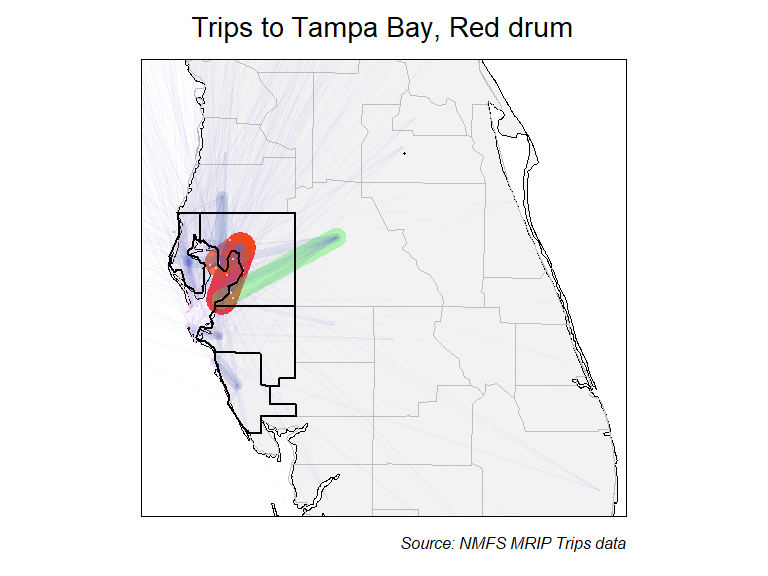 Trips to Tampa Bay, Red drum
Source: NMFS MRIP Trips data